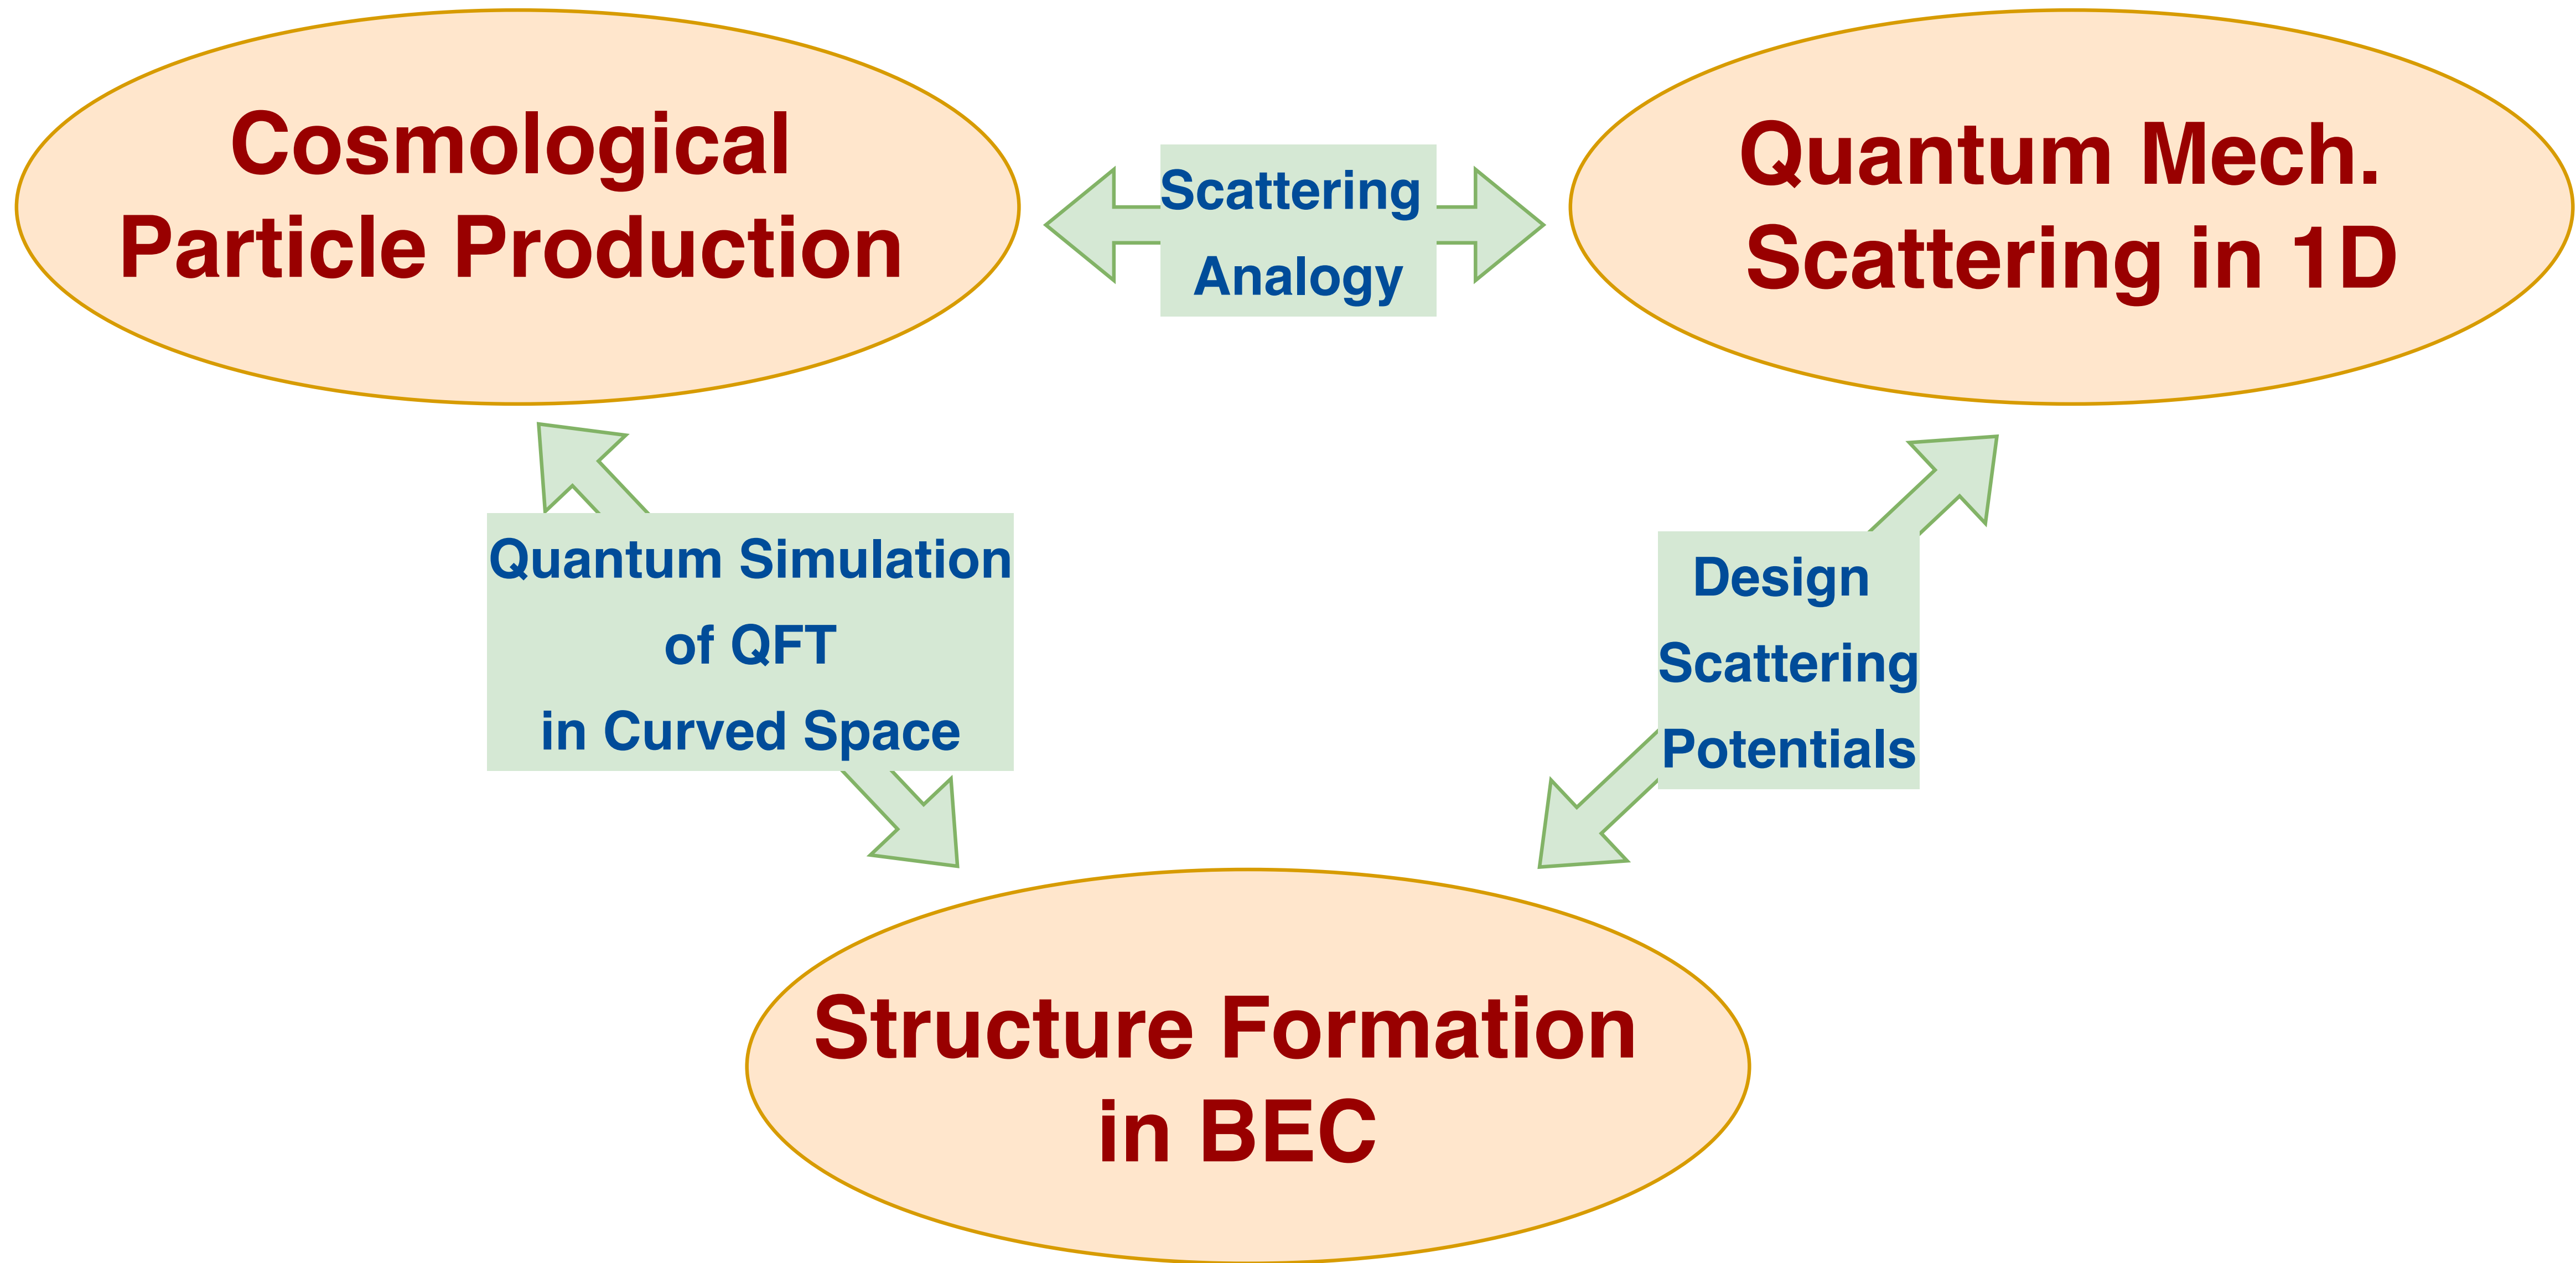 Cosmological
Particle Production
Scattering
Analogy
Quantum Mech.
Scattering in 1D
Quantum Simulation
of QFT
in Curved Space
Design
Scattering
Potentials
Structure Formation
in BEC